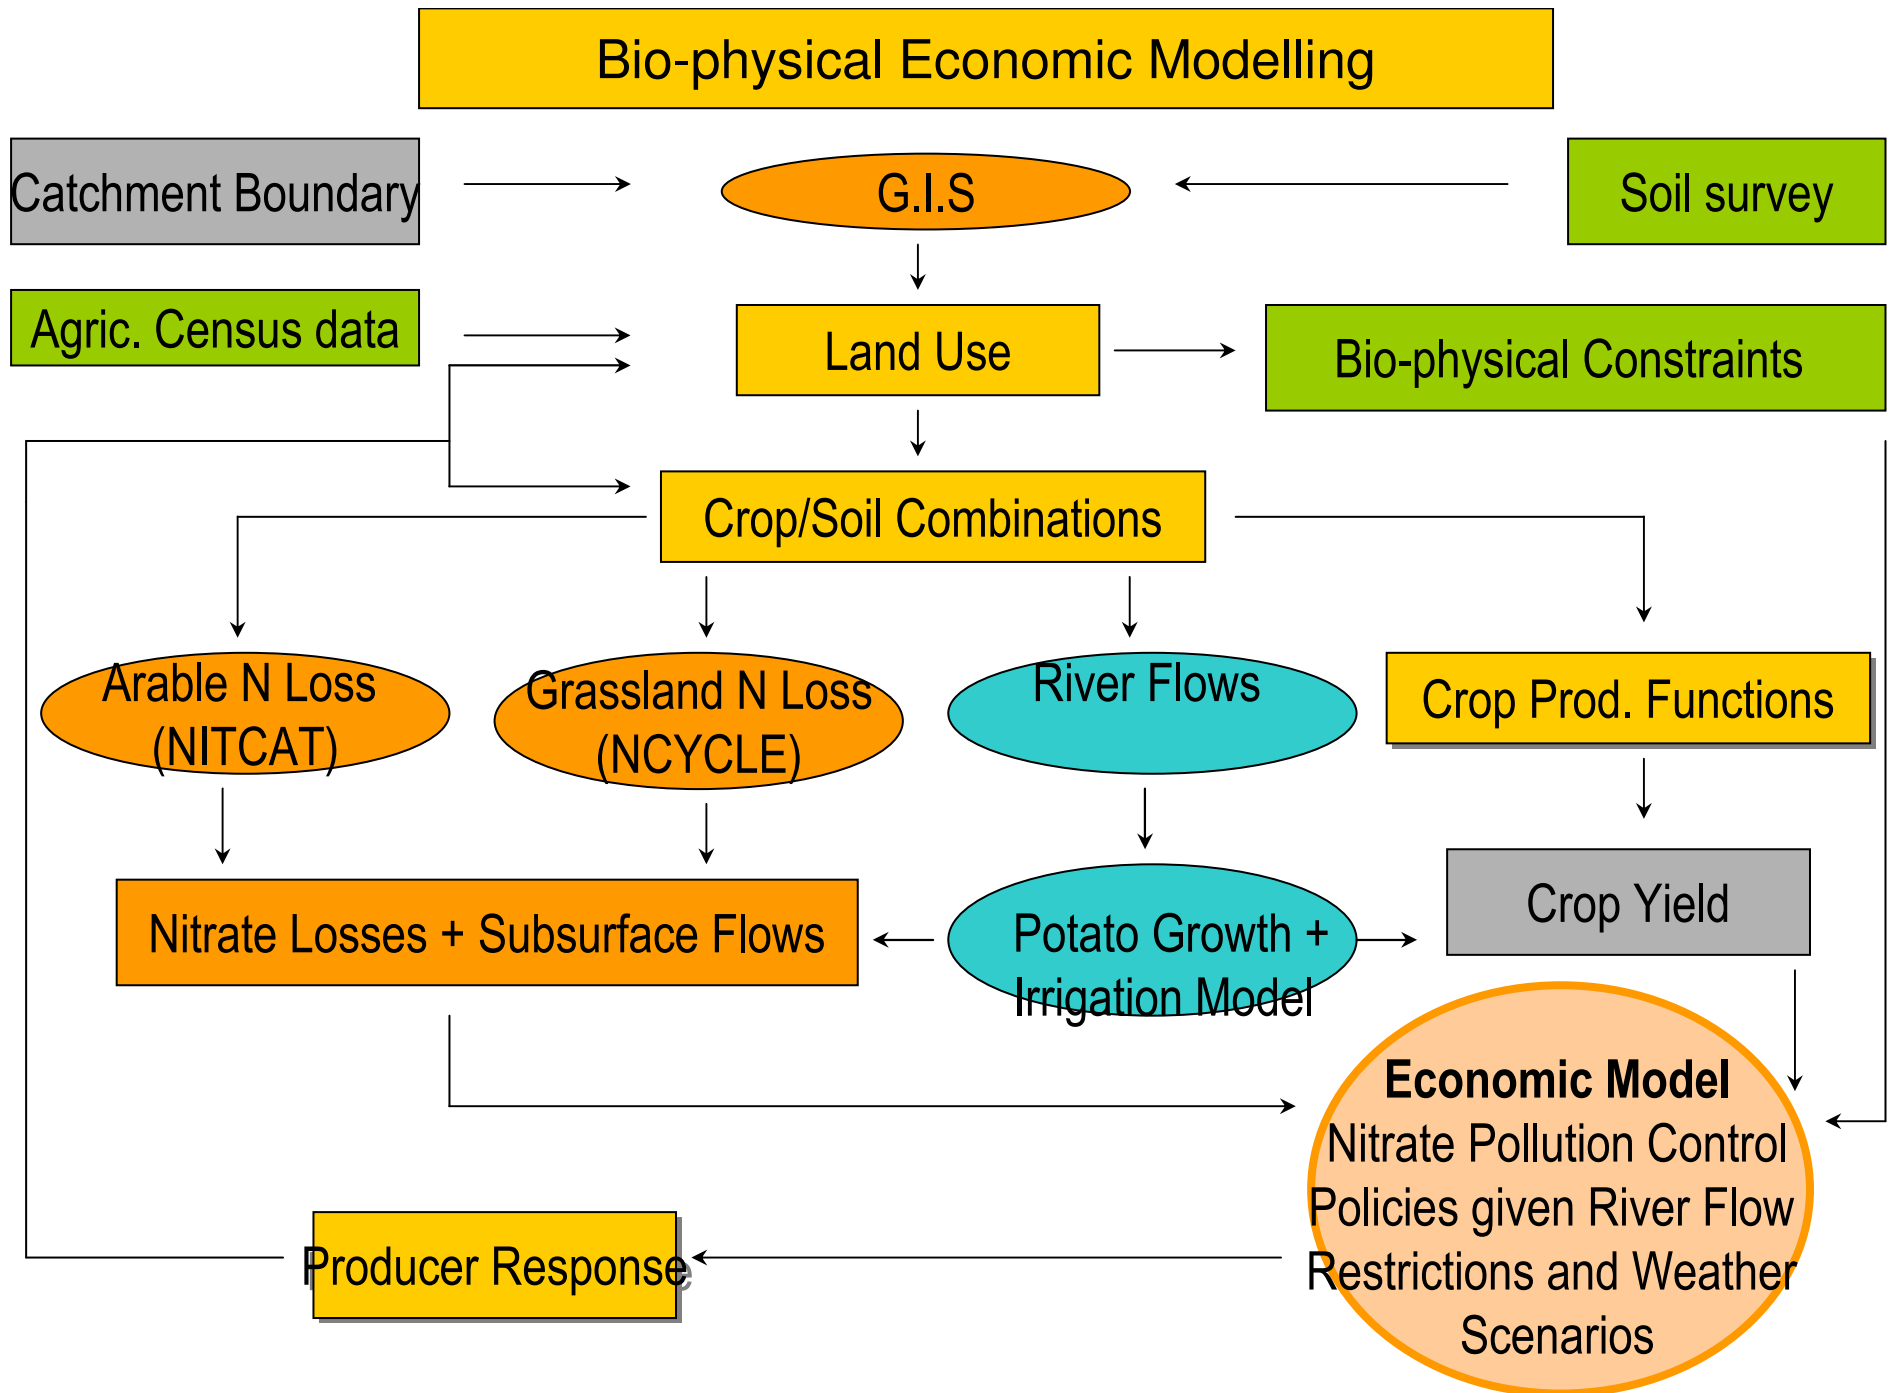 Bio-physical Economic Modelling
Catchment Boundary
G.I.S
Soil survey
Agric. Census data
Land Use
Bio-physical Constraints
Crop/Soil Combinations
Arable N Loss
(NITCAT)
Grassland N Loss
(NCYCLE)
River Flows
Crop Prod. Functions
Nitrate Losses + Subsurface Flows
Potato Growth +
Irrigation Model
Crop Yield
Economic Model
Nitrate Pollution Control
Policies given River Flow
Restrictions and Weather
Scenarios
Producer Response